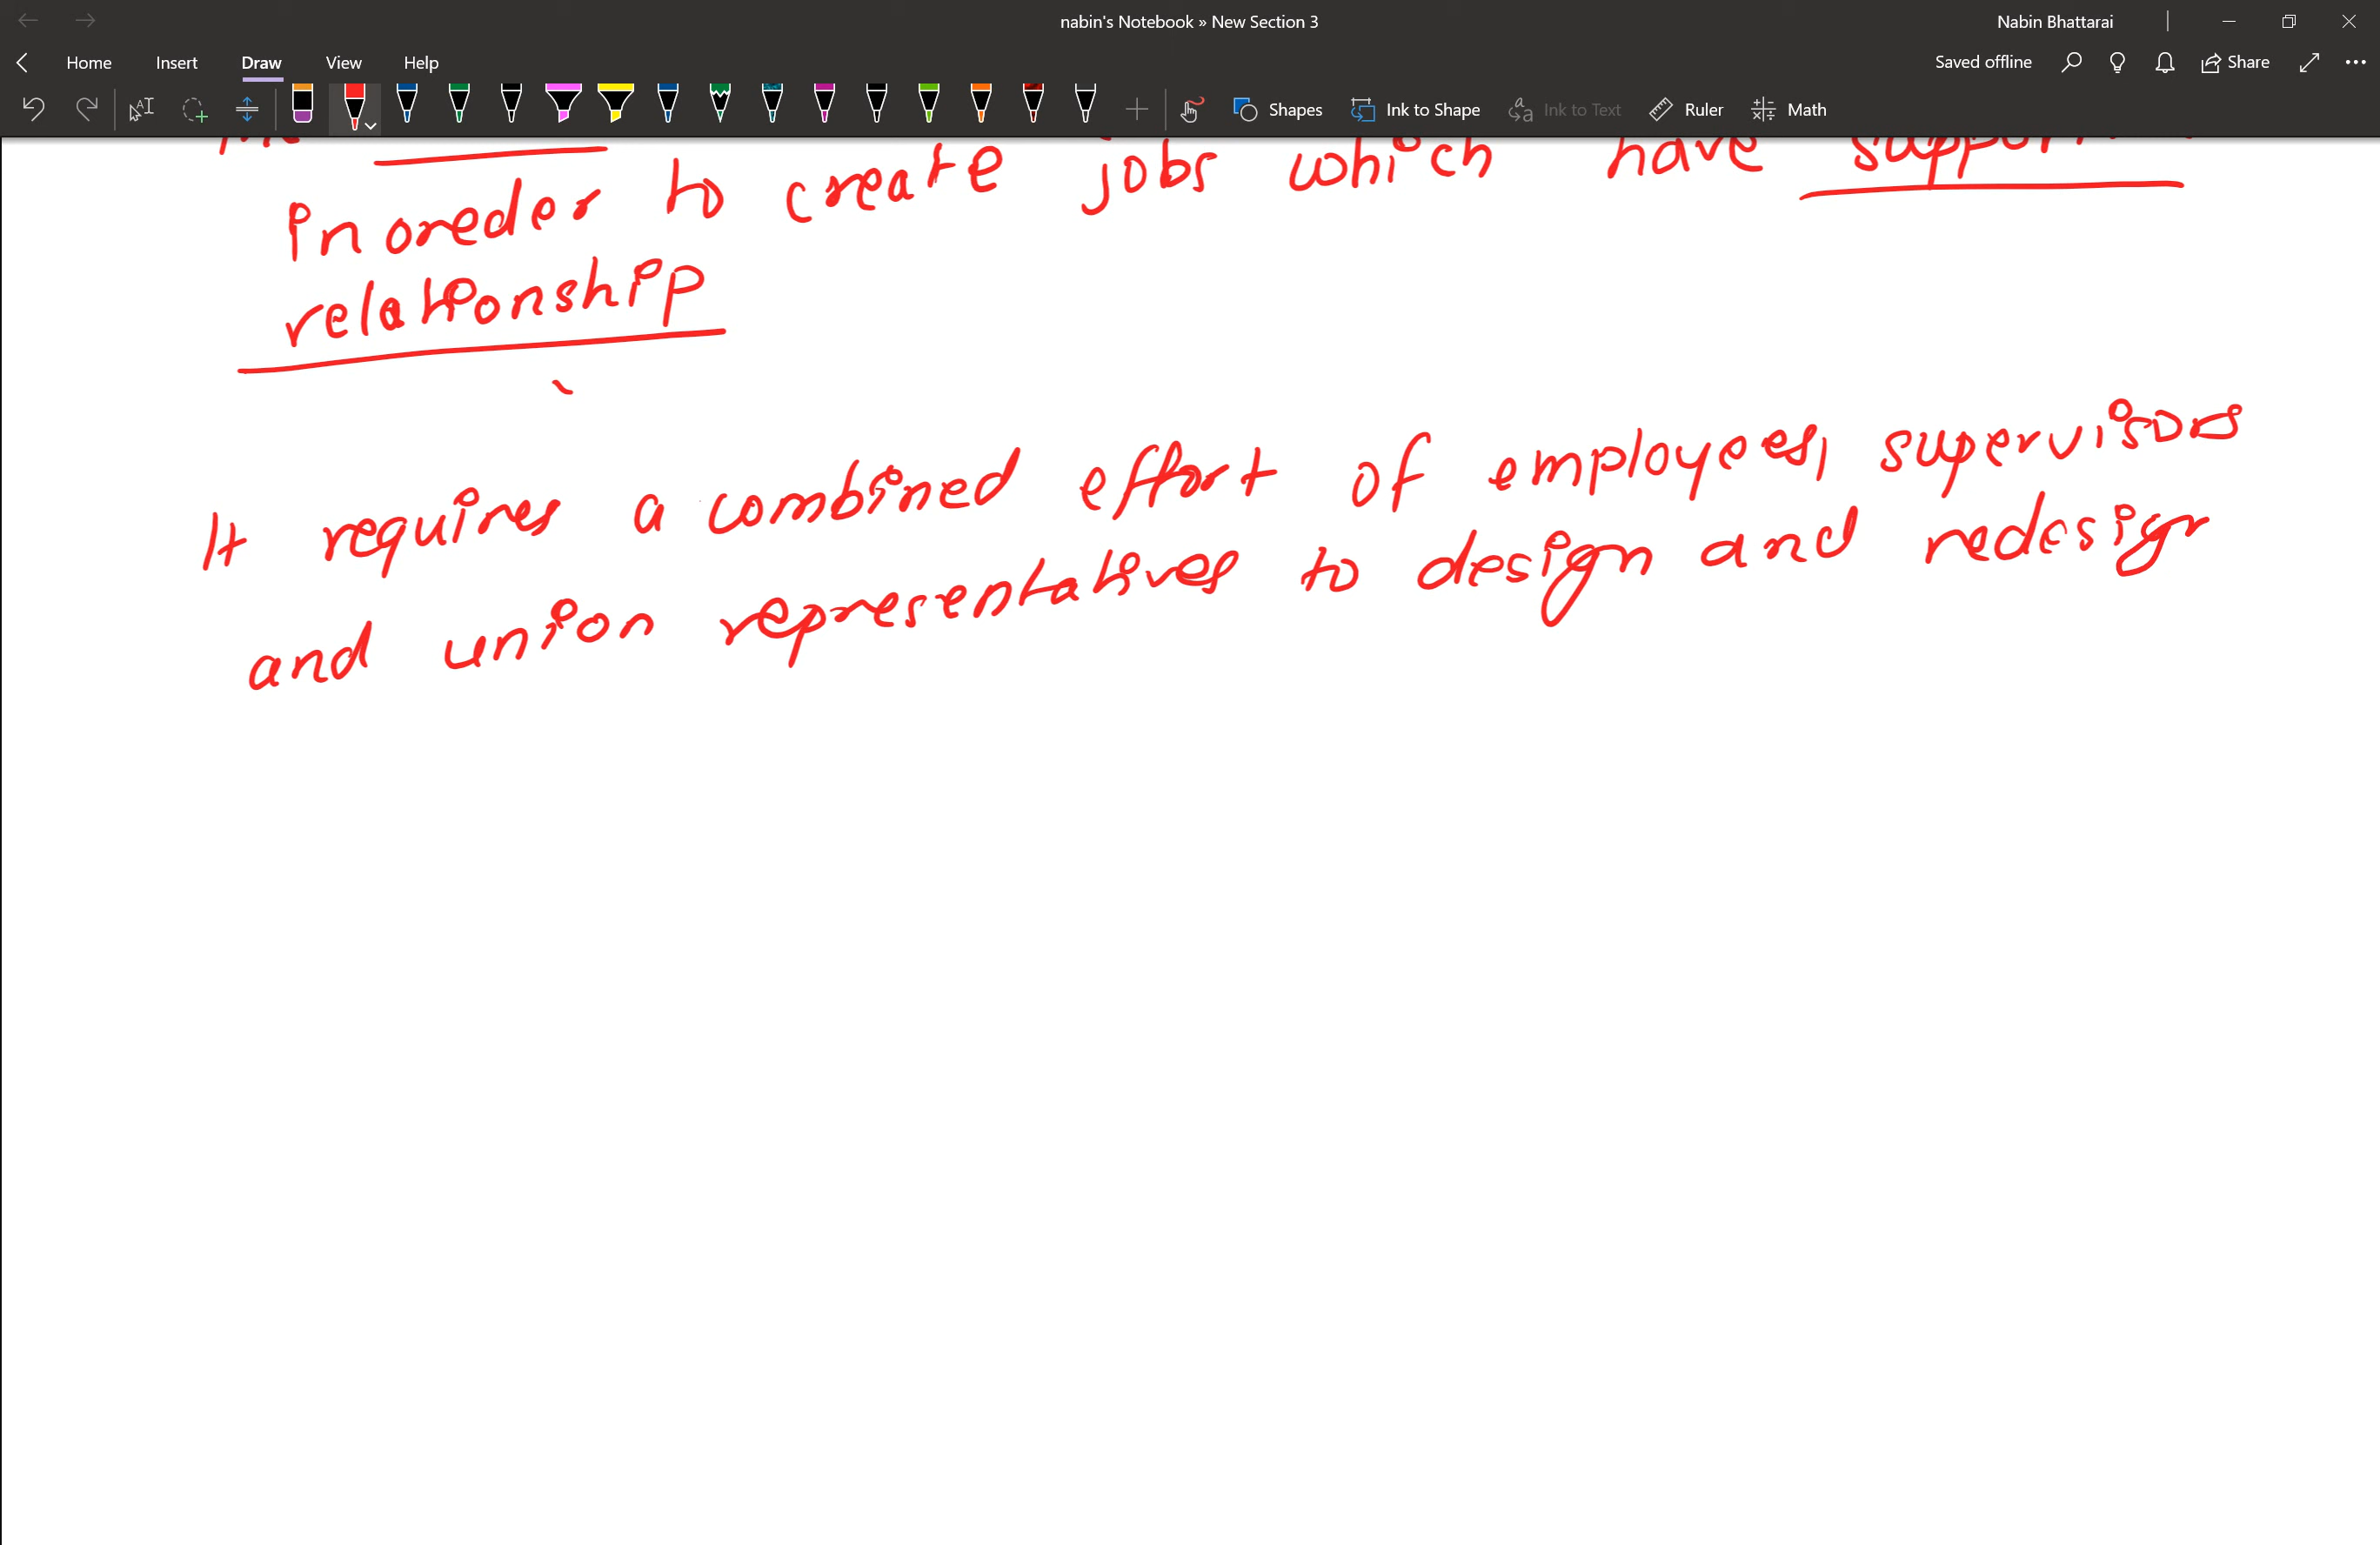 nabin's Notebook » New Section 3
Nabin Bhattarai
Home Insert Draw View Help
Saved offline
Share
Shapes
Ink to Shape
Ink to Text
Ruler
Math
jobs which have
in oreder to create
relationship
It requires a combined effort of employees, supervisors
and union representatives to design and redesign